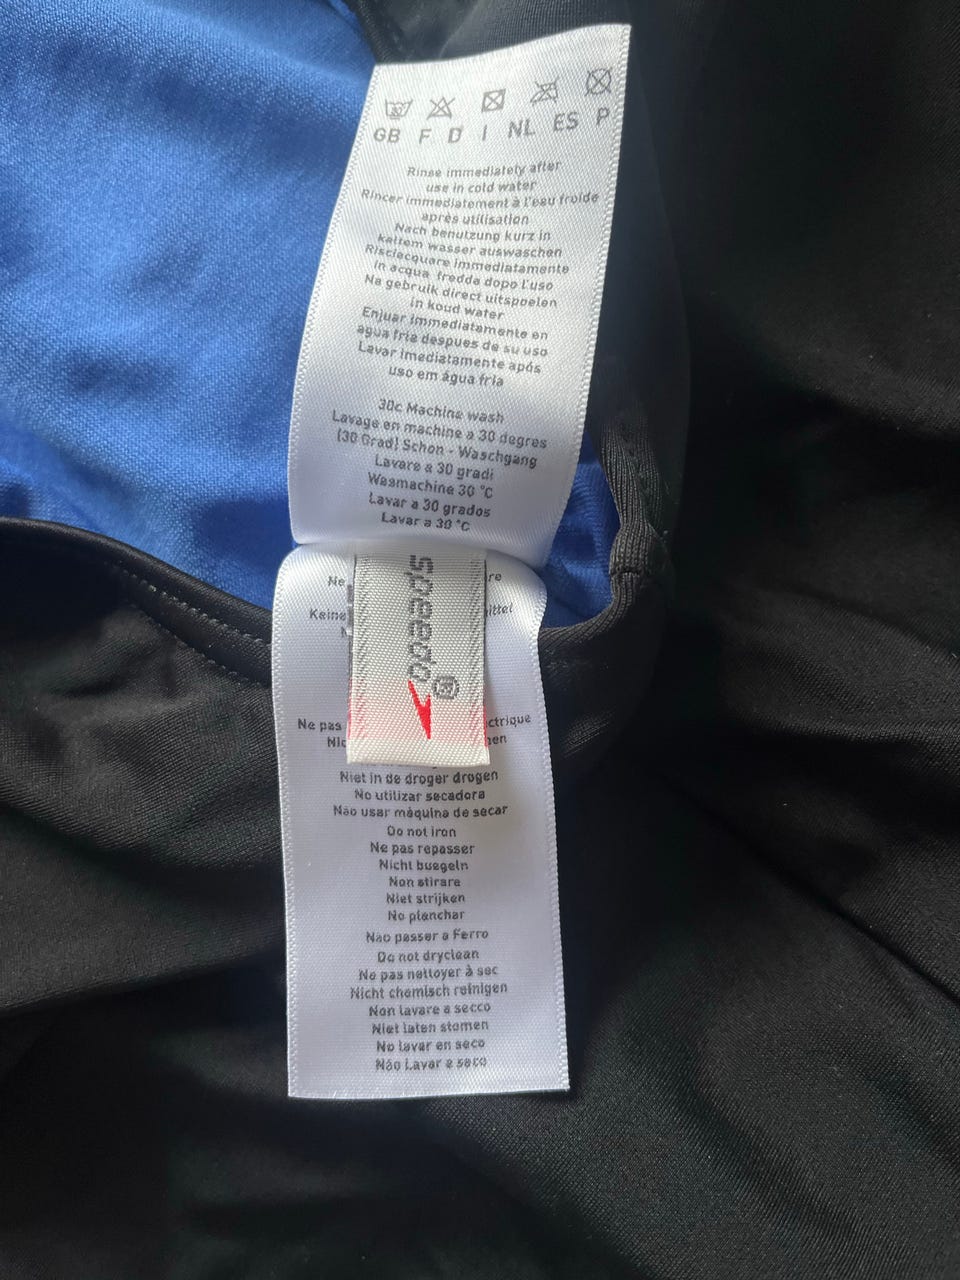 GB F D I NL ES P
Rinse immediately after
use in cold water
Rincer immediatement à l'eau froide
après utilisation
Nach benutzung kurz in
kaltem wasser auswaschen
Risciacquare immediatamente
in acqua fredda dopo l'uso
Na gebruik direct uitspoelen
in koud water
Enjuar immediatamente en
agua fria despues de su uso
Lavar imediatamente após
uso em água fria
30c Machine wash
Lavage en machine a 30 degres
(30 Grad) Schon - Waschgang
Lavare a 30 gradi
Wasmachine 30 °C
Lavar a 30 grados
Lavar a 30 °C
speedo®
Ne
Keine
Ne pas
Niet in de droger drogen
No utilizar secadora
Não usar máquina de secar
Do not iron
Ne pas repasser
Nicht buegeln
Non stirare
Niet strijken
No planchar
Não passer a Ferro
Do not dryclean
Ne pas nettoyer à sec
Nicht chemisch reinigen
Non lavare a secco
Niet laten stomen
No lavar en seco
Não Lavar a seco